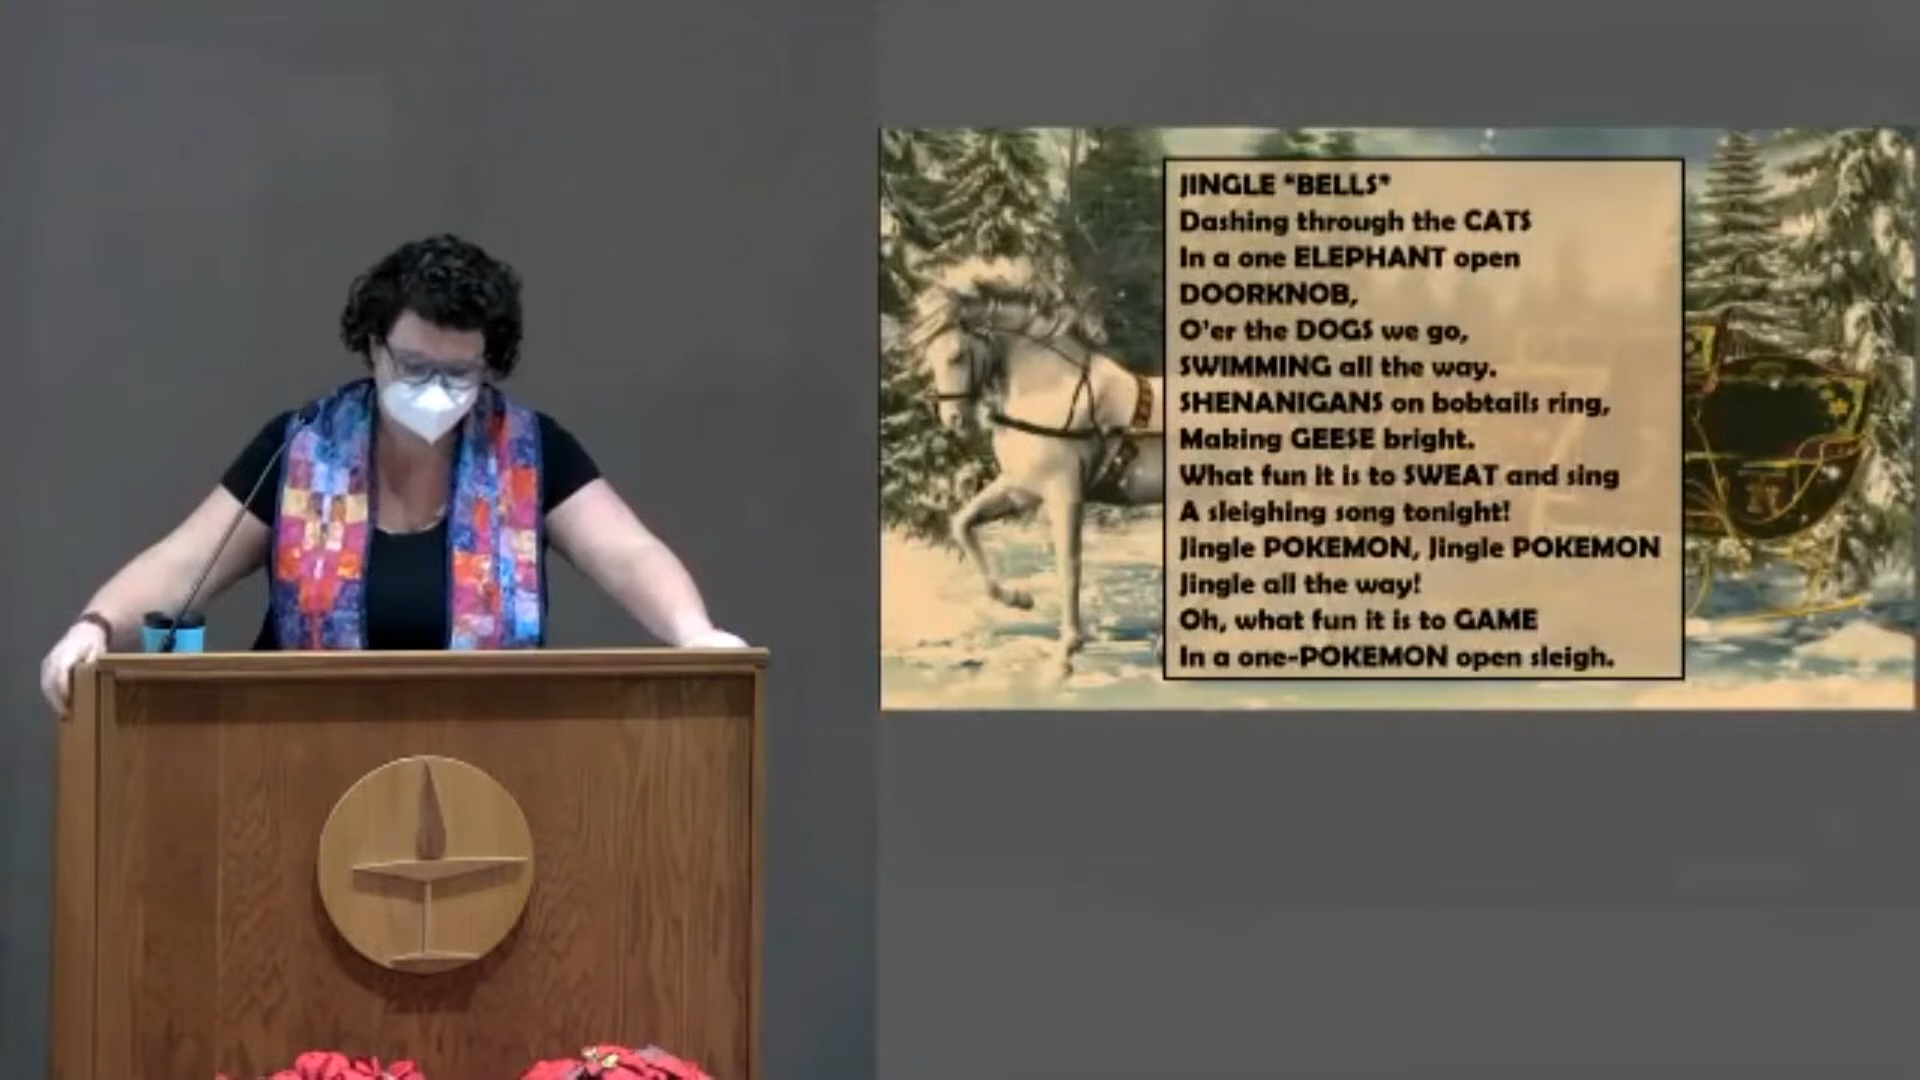 JINGLE *BELLS*
Dashing through the CATS
In a one ELEPHANT open
DOORKNOB,
O'er the DOGS we go,
SWIMMING all the way.
SHENANIGANS on bobtails ring,
Making GEESE bright.
What fun it is to SWEAT and sing
A sleighing song tonight!
Jingle POKEMON, Jingle POKEMON
Jingle all the way!
Oh, what fun it is to GAME
In a one-POKEMON open sleigh.